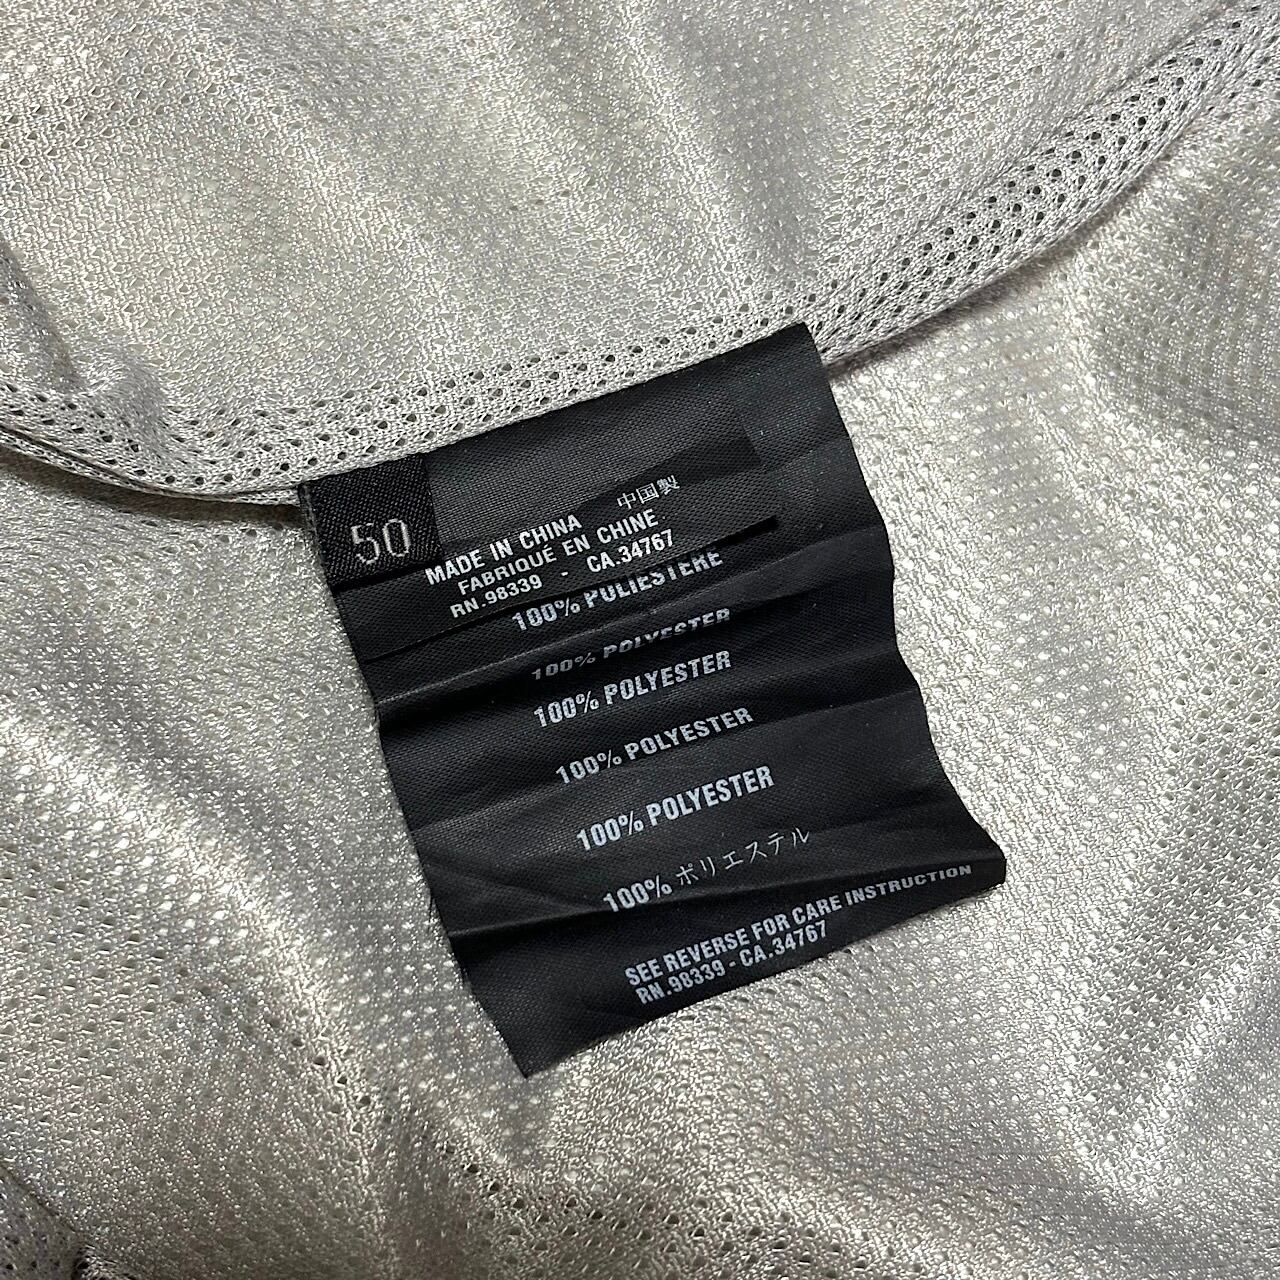 50
MADE IN CHINA 中国製
FABRIQUÉ EN CHINE
RN.98339 - CA.34767
100% POLIESTERE
100% POLYESTER
100% POLYESTER
100% POLYESTER
100% POLYESTER
100% ポリエステル
SEE REVERSE FOR CARE INSTRUCTION
RN.98339 - CA.34767